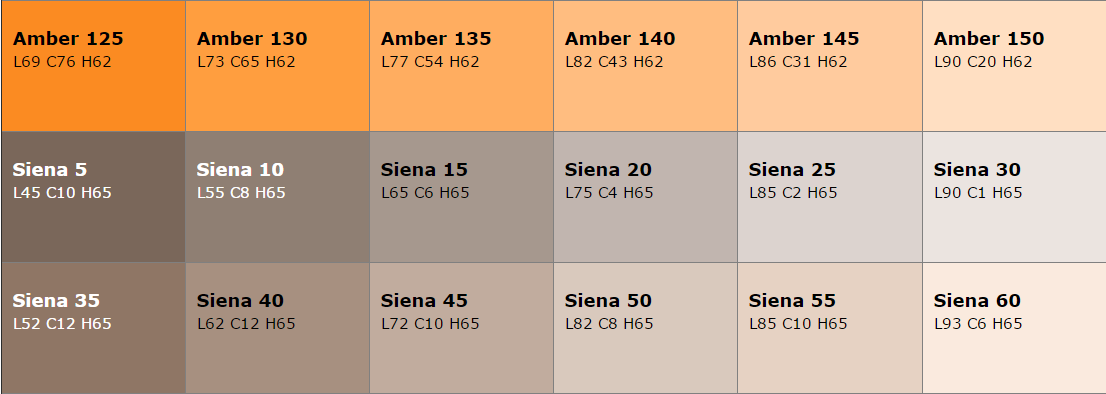 Amber 125
L69 C76 H62
Amber 130
L73 C65 H62
Amber 135
L77 C54 H62
Amber 140
L82 C43 H62
Amber 145
L86 C31 H62
Amber 150
L90 C20 H62
Siena 5
L45 C10 H65
Siena 10
L55 C8 H65
Siena 15
L65 C6 H65
Siena 20
L75 C4 H65
Siena 25
L85 C2 H65
Siena 30
L90 C1 H65
Siena 35
L52 C12 H65
Siena 40
L62 C12 H65
Siena 45
L72 C10 H65
Siena 50
L82 C8 H65
Siena 55
L85 C10 H65
Siena 60
L93 C6 H65